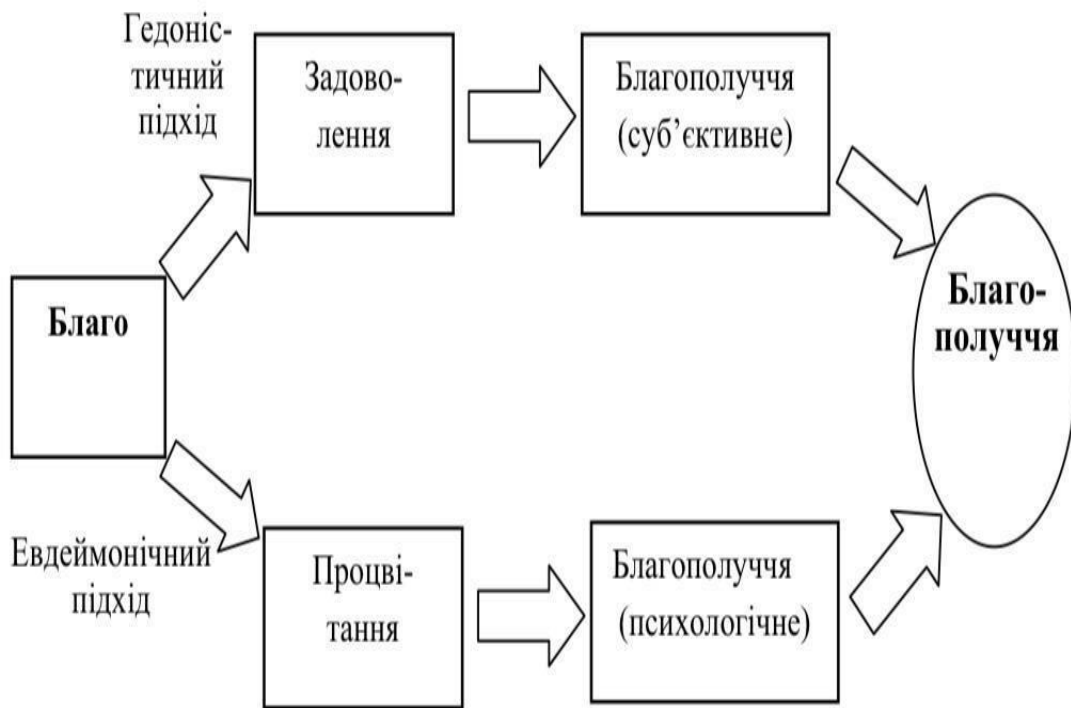 Гедоніс-
тичний
підхід
Задово-
лення
Благополуччя
(суб’єктивне)
Благо
Благо-
получчя
Евдеймонічний
підхід
Процві-
тання
Благополуччя
(психологічне)